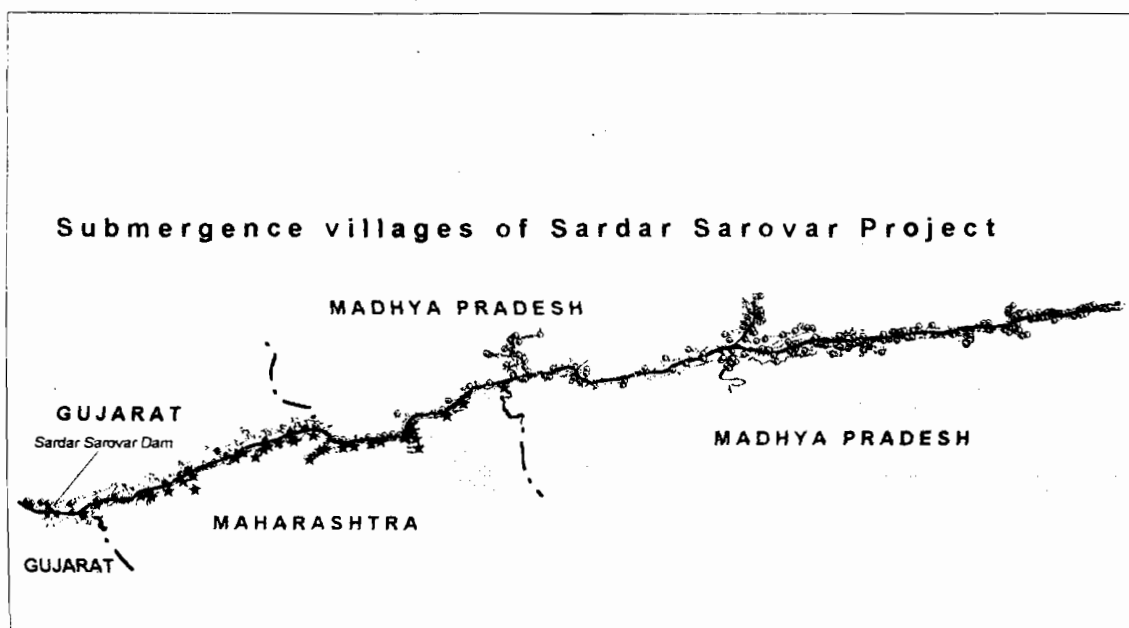 Submergence villages of Sardar Sarovar Project
MADHYA PRADESH
GUJARAT
Sardar Sarovar Dam
MADHYA PRADESH
MAHARASHTRA
GUJARAT